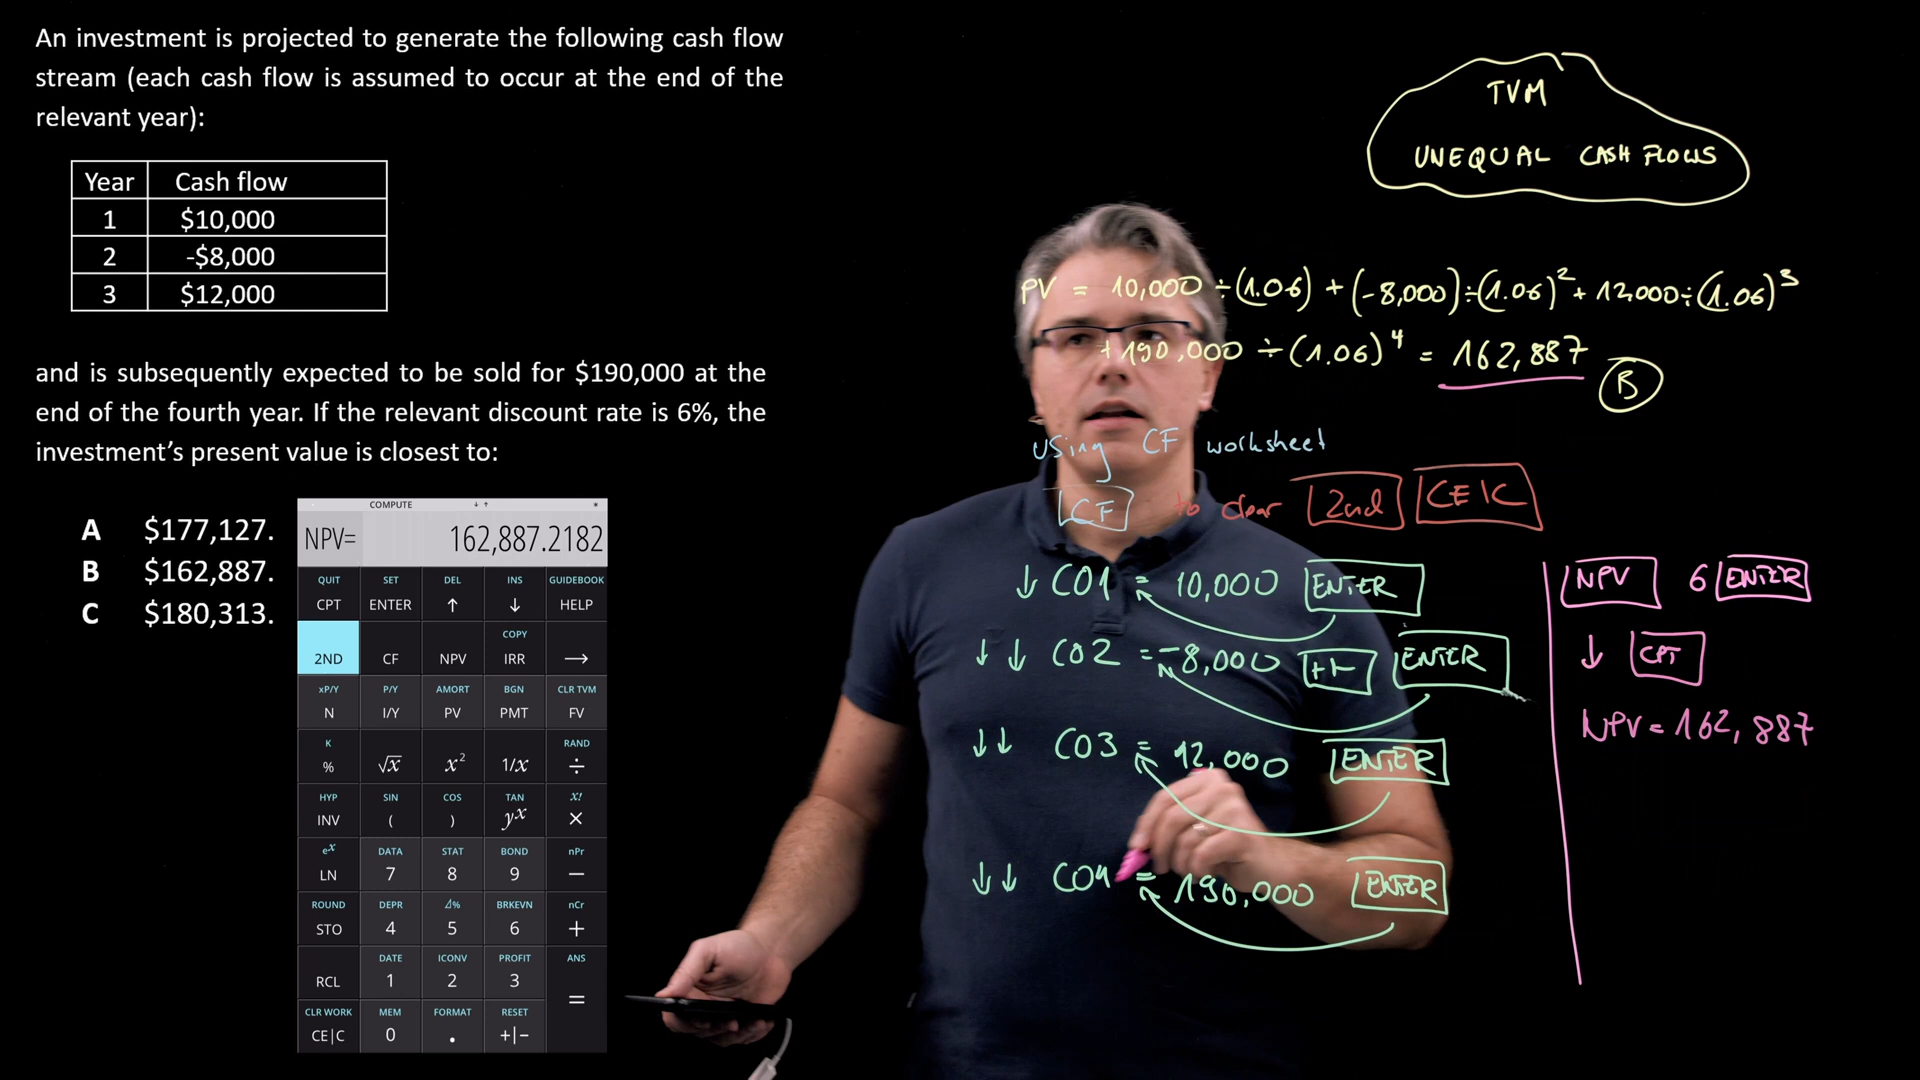 An investment is projected to generate the following cash flow
stream (each cash flow is assumed to occur at the end of the
relevant year):
Year Cash flow
1 $10,000
2 -$8,000
3 $12,000
and is subsequently expected to be sold for $190,000 at the
end of the fourth year. If the relevant discount rate is 6%, the
investment's present value is closest to:
A $177,127.
B $162,887.
C $180,313.
COMPUTE ↓ ↑ *
NPV= 162,887.2182
QUIT SET DEL INS GUIDEBOOK
CPT ENTER ↑ ↓ HELP
COPY
2ND CF NPV IRR →
xP/Y P/Y AMORT BGN CLR TVM
N I/Y PV PMT FV
K RAND
% √x x² 1/x ÷
HYP SIN COS TAN x!
INV ( ) yˣ ×
eˣ DATA STAT BOND nPr
LN 7 8 9 −
ROUND DEPR Δ% BRKEVN nCr
STO 4 5 6 +
DATE ICONV PROFIT ANS
RCL 1 2 3 =
CLR WORK MEM FORMAT RESET
CE|C 0 . +|-
TVM
UNEQUAL CASH FLOWS
PV = 10,000 ÷ (1.06) + (-8,000) ÷ (1.06)² + 12,000 ÷ (1.06)³
+ 190,000 ÷ (1.06)⁴ = 162,887 B
using CF worksheet
CF to clear 2nd CE|C
↓ C01 = 10,000 ENTER
↓ ↓ C02 = -8,000 +|- ENTER
↓↓ C03 = 12,000 ENTER
↓↓ C04 = 190,000 ENTER
NPV 6 ENTER
↓ CPT
NPV = 162,887